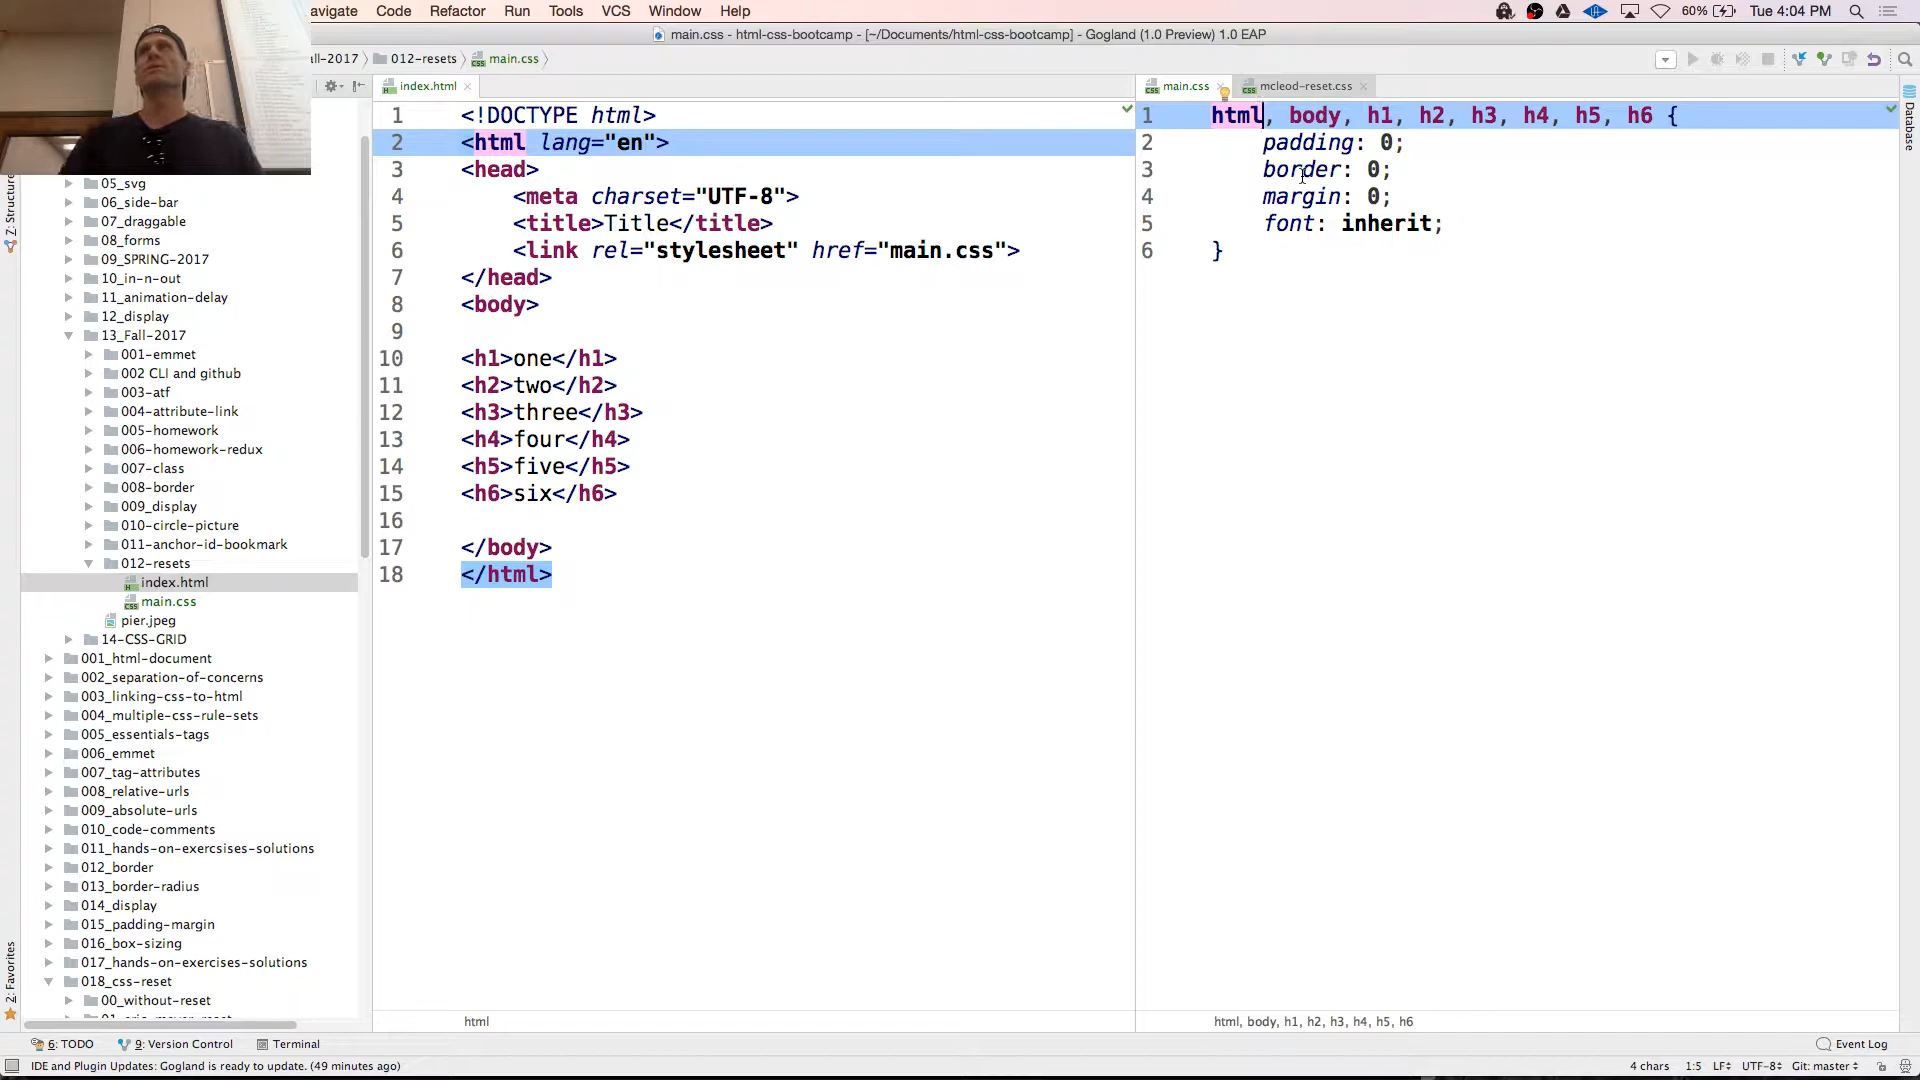 avigate Code Refactor Run Tools VCS Window Help 60% Tue 4:04 PM
main.css - html-css-bootcamp - [~/Documents/html-css-bootcamp] - Gogland (1.0 Preview) 1.0 EAP
all-2017 012-resets main.css
index.html
main.css
mcleod-reset.css
Z: Structure
2: Favorites
Database
05_svg
06_side-bar
07_draggable
08_forms
09_SPRING-2017
10_in-n-out
11_animation-delay
12_display
13_Fall-2017
001-emmet
002 CLI and github
003-atf
004-attribute-link
005-homework
006-homework-redux
007-class
008-border
009_display
010-circle-picture
011-anchor-id-bookmark
012-resets
index.html
main.css
pier.jpeg
14-CSS-GRID
001_html-document
002_separation-of-concerns
003_linking-css-to-html
004_multiple-css-rule-sets
005_essentials-tags
006_emmet
007_tag-attributes
008_relative-urls
009_absolute-urls
010_code-comments
011_hands-on-exercsises-solutions
012_border
013_border-radius
014_display
015_padding-margin
016_box-sizing
017_hands-on-exercises-solutions
018_css-reset
00_without-reset
1 <!DOCTYPE html>
2 <html lang="en">
3 <head>
4 <meta charset="UTF-8">
5 <title>Title</title>
6 <link rel="stylesheet" href="main.css">
7 </head>
8 <body>
9
10 <h1>one</h1>
11 <h2>two</h2>
12 <h3>three</h3>
13 <h4>four</h4>
14 <h5>five</h5>
15 <h6>six</h6>
16
17 </body>
18 </html>
html
1 html, body, h1, h2, h3, h4, h5, h6 {
2 padding: 0;
3 border: 0;
4 margin: 0;
5 font: inherit;
6 }
html, body, h1, h2, h3, h4, h5, h6
6: TODO 9: Version Control Terminal Event Log
IDE and Plugin Updates: Gogland is ready to update. (49 minutes ago) 4 chars 1:5 LF UTF-8 Git: master